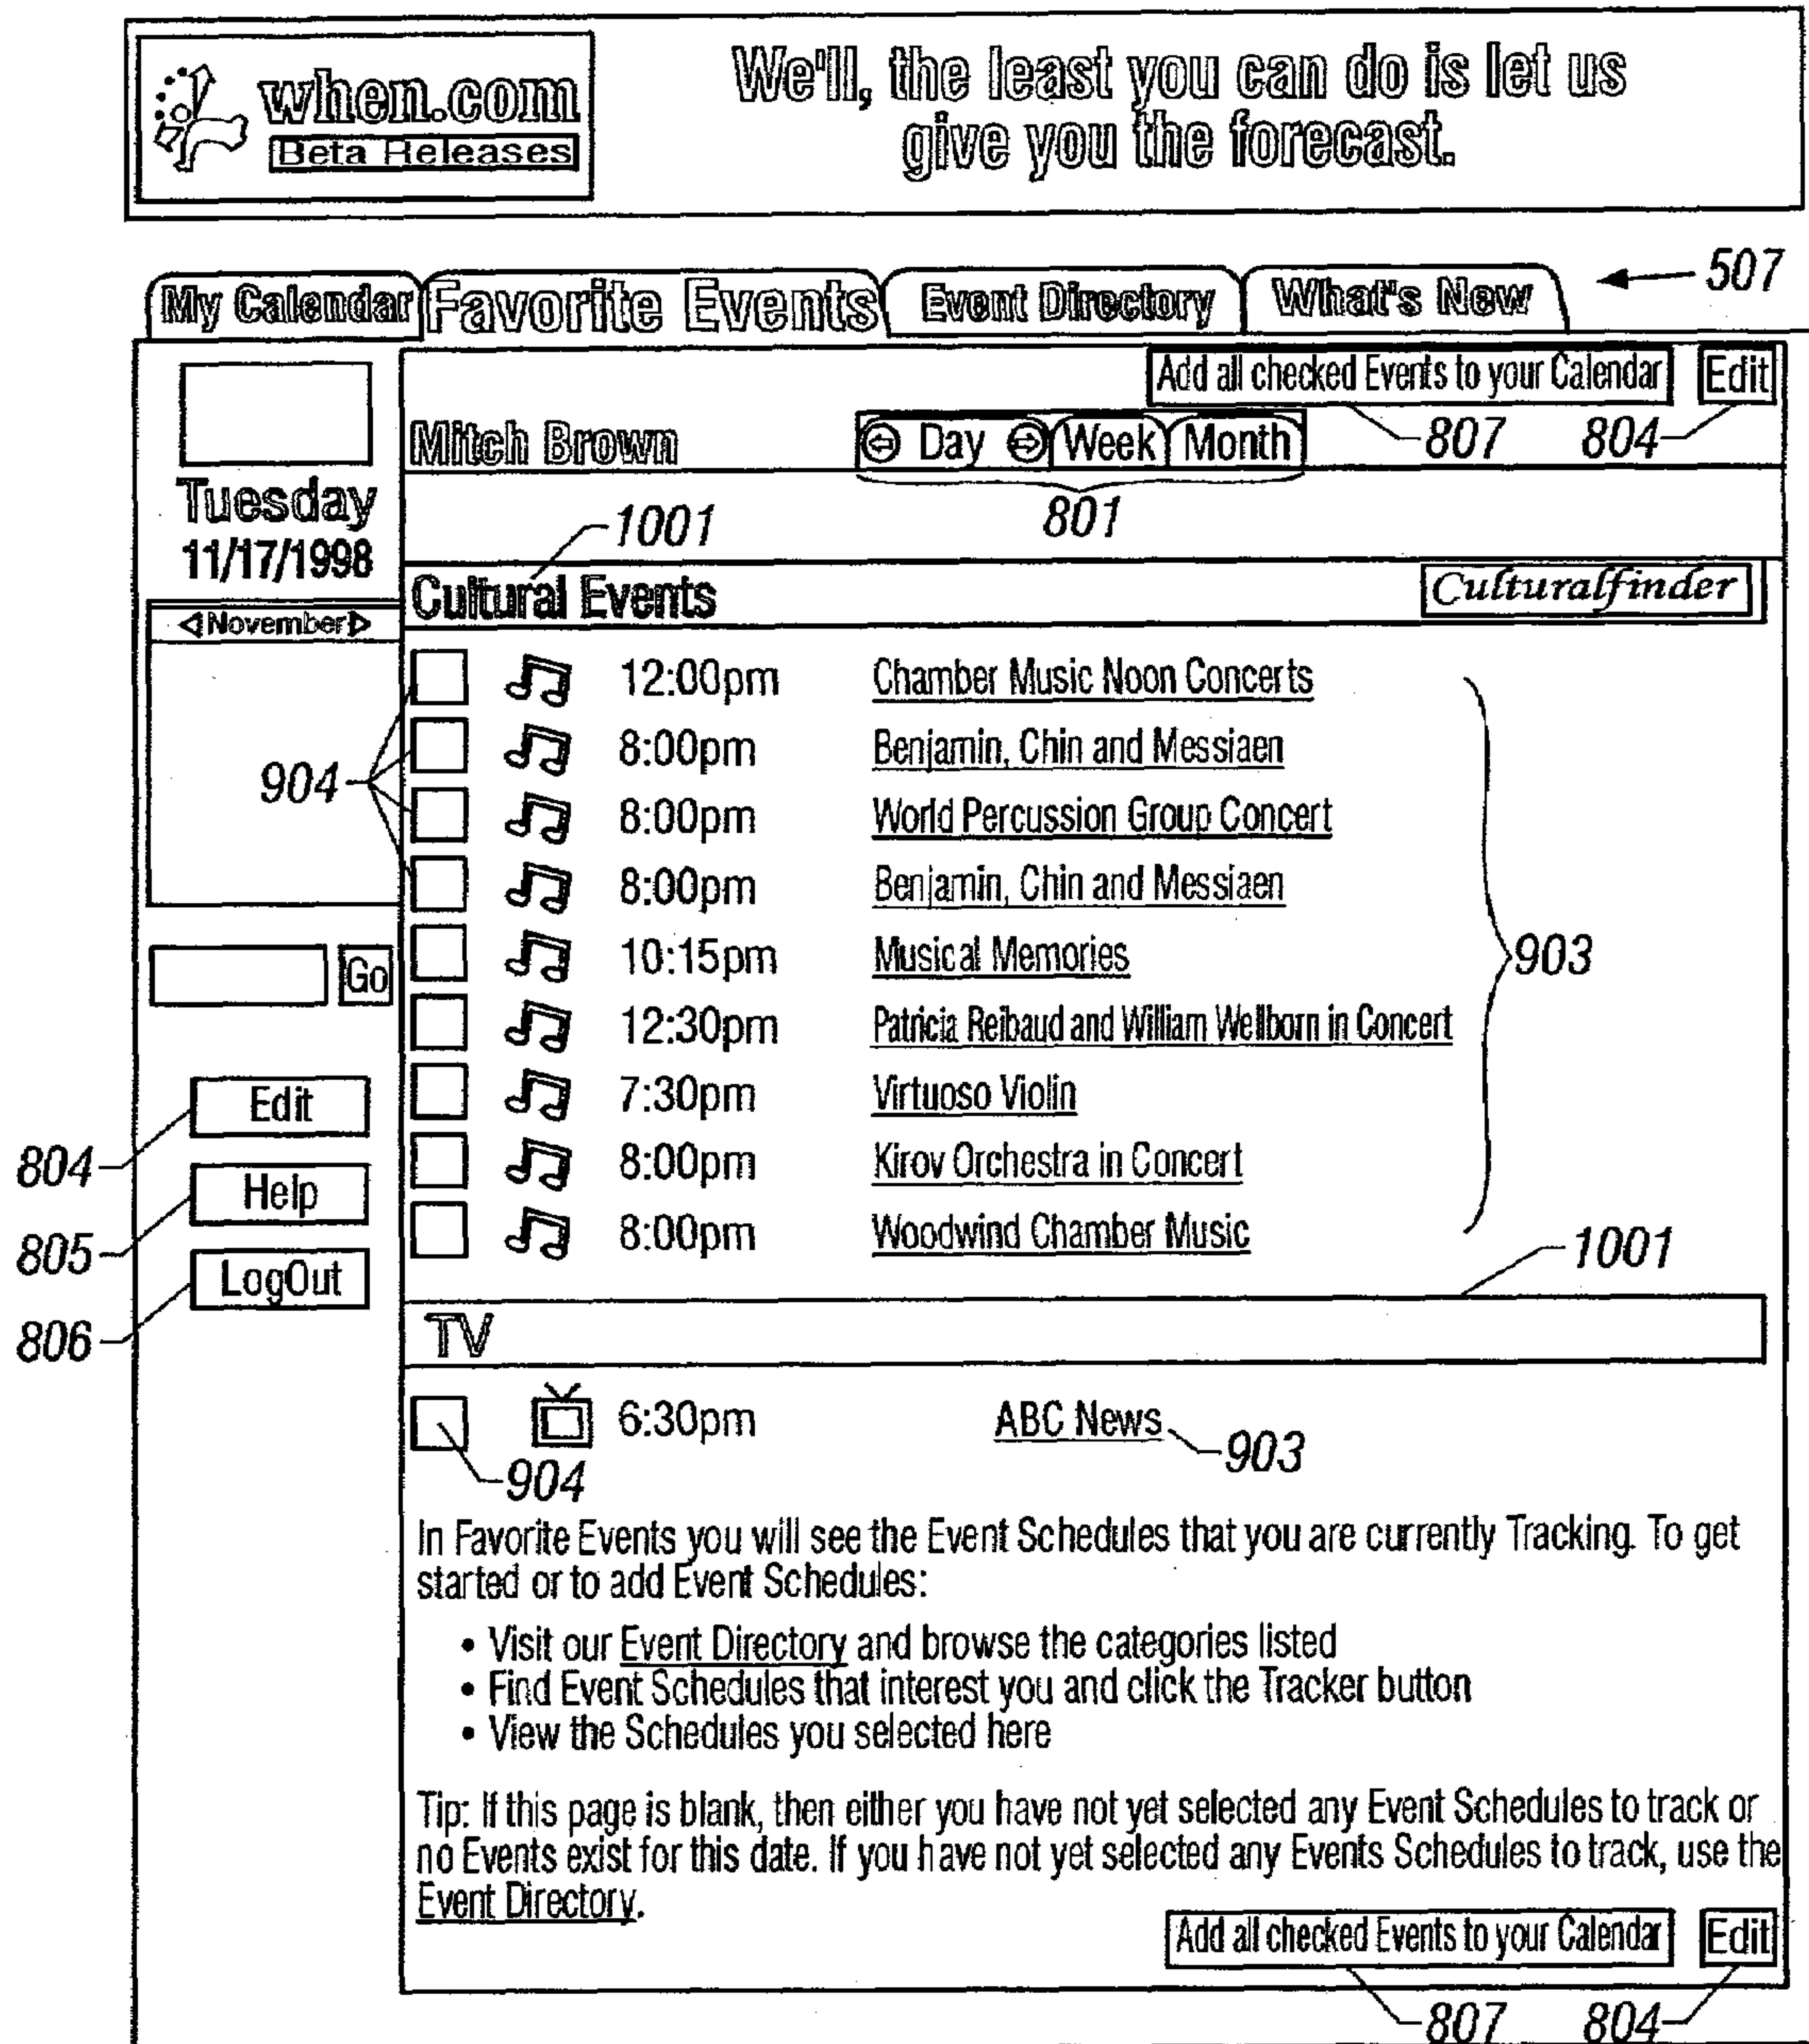 when.com
Beta Releases
We'll, the least you can do is let us
give you the forecast.
My Calendar Favorite Events Event Directory What's New 507
Add all checked Events to your Calendar Edit
807 804
Mitch Brown Day Week Month
801
Tuesday
11/17/1998
1001
Cultural Events Culturalfinder
November
12:00pm Chamber Music Noon Concerts
8:00pm Benjamin, Chin and Messiaen
904
8:00pm World Percussion Group Concert
8:00pm Benjamin, Chin and Messiaen
10:15pm Musical Memories
903
Go
12:30pm Patricia Reibaud and William Wellborn in Concert
7:30pm Virtuoso Violin
8:00pm Kirov Orchestra in Concert
8:00pm Woodwind Chamber Music
Edit
804
Help
805
LogOut
806
1001
TV
6:30pm ABC News
903
904
In Favorite Events you will see the Event Schedules that you are currently Tracking. To get
started or to add Event Schedules:
• Visit our Event Directory and browse the categories listed
• Find Event Schedules that interest you and click the Tracker button
• View the Schedules you selected here
Tip: If this page is blank, then either you have not yet selected any Event Schedules to track or
no Events exist for this date. If you have not yet selected any Events Schedules to track, use the
Event Directory.
Add all checked Events to your Calendar Edit
807 804